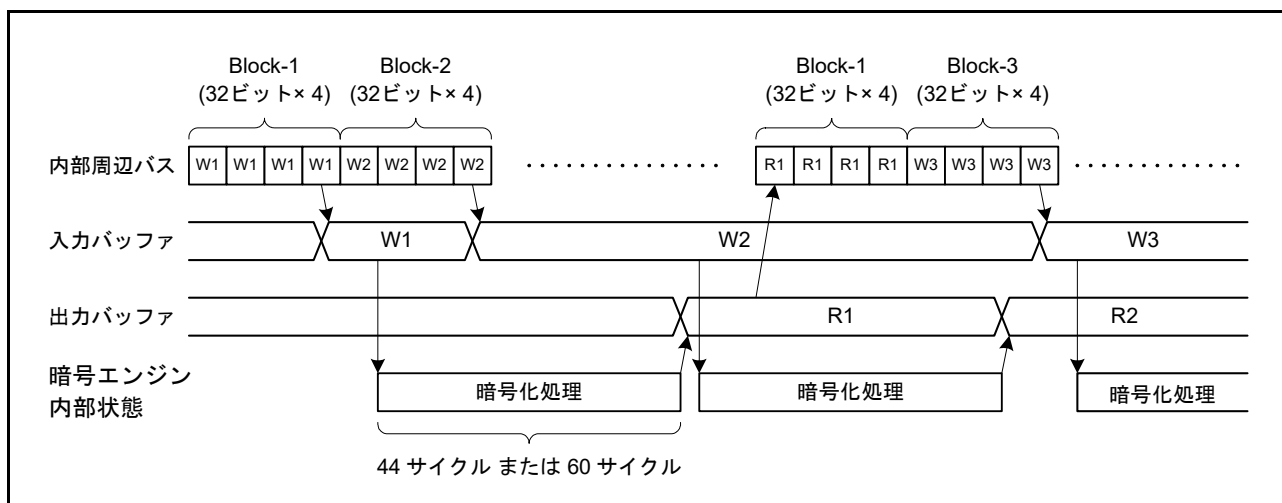 Block-1 Block-2 Block-1 Block-3
(32ビット× 4) (32ビット× 4) (32ビット× 4) (32ビット× 4)
内部周辺バス W1 W1 W1 W1 W2 W2 W2 W2 R1 R1 R1 R1 W3 W3 W3 W3
入力バッファ W1 W2 W3
出力バッファ R1 R2
暗号エンジン
内部状態
暗号化処理 暗号化処理 暗号化処理
44 サイクル または 60 サイクル